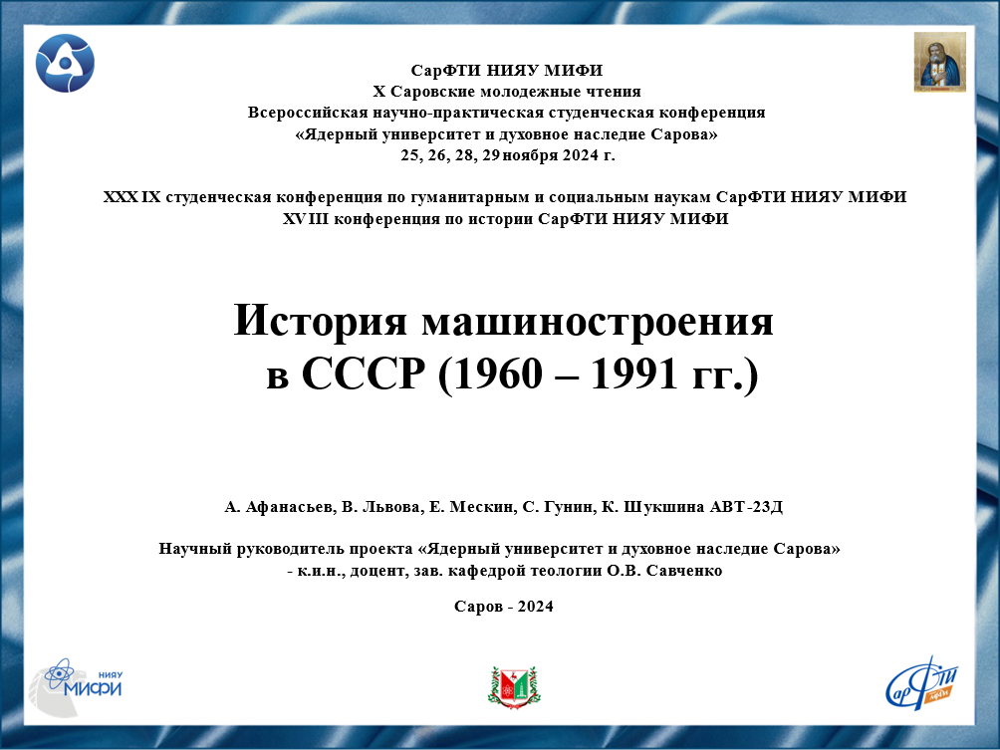 СарФТИ НИЯУ МИФИ
X Саровские молодежные чтения
Всероссийская научно-практическая студенческая конференция
«Ядерный университет и духовное наследие Сарова»
25, 26, 28, 29 ноября 2024 г.
XXXIX студенческая конференция по гуманитарным и социальным наукам СарФТИ НИЯУ МИФИ
XVIII конференция по истории СарФТИ НИЯУ МИФИ
История машиностроения
в СССР (1960 – 1991 гг.)
А. Афанасьев, В. Львова, Е. Мескин, С. Гунин, К. Шукшина АВТ-23Д
Научный руководитель проекта «Ядерный университет и духовное наследие Сарова»
- к.и.н., доцент, зав. кафедрой теологии О.В. Савченко
Саров - 2024
НИЯУ
МИФИ
СарФТИ